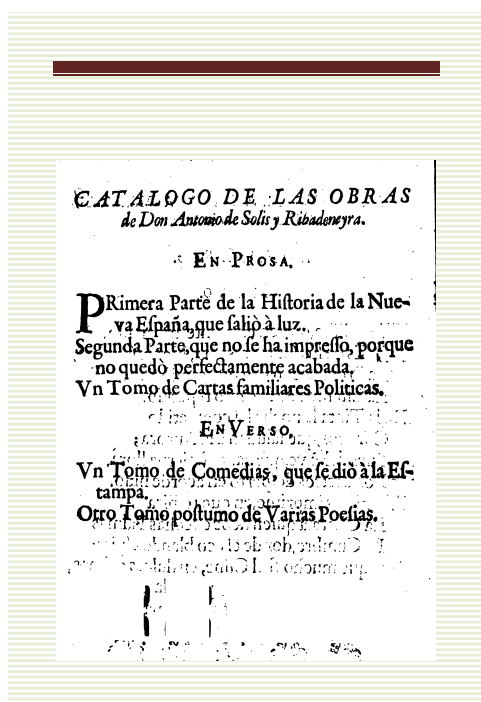 CATALOGO DE LAS OBRAS
de Don Antonio de Solis y Ribadeneyra.
EN PROSA.
PRimera Parte de la Hiſtoria de la Nue-
va Eſpaña, que ſaliò à luz.
Segunda Parte, que no ſe ha impreſſo, porque
no quedò perfectamente acabada.
Vn Tomo de Cartas familiares Politicas.
EN VERSO.
Vn Tomo de Comedias, que ſe diò à la Eſ-
tampa.
Otro Tomo poſtumo de Varias Poeſias.